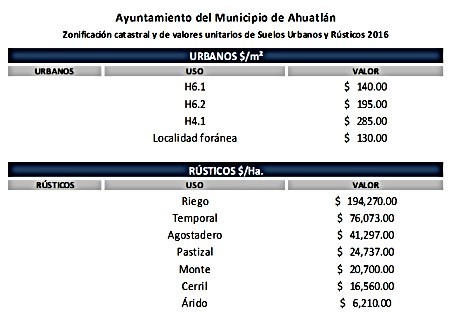 Ayuntamiento del Municipio de Ahuatlán
Zonificación catastral y de valores unitarios de Suelos Urbanos y Rústicos 2016
URBANOS $/m²
URBANOS USO VALOR
H6.1 $ 140.00
H6.2 $ 195.00
H4.1 $ 285.00
Localidad foránea $ 130.00
RÚSTICOS $/Ha.
RÚSTICOS USO VALOR
Riego $ 194,270.00
Temporal $ 76,073.00
Agostadero $ 41,297.00
Pastizal $ 24,737.00
Monte $ 20,700.00
Cerril $ 16,560.00
Árido $ 6,210.00